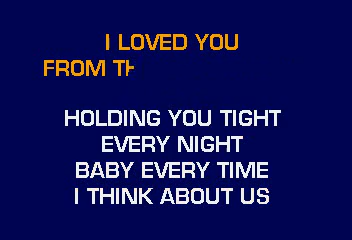 I LOVED YOU
FROM
HOLDING YOU TIGHT
EVERY NIGHT
BABY EVERY TIME
I THINK ABOUT US